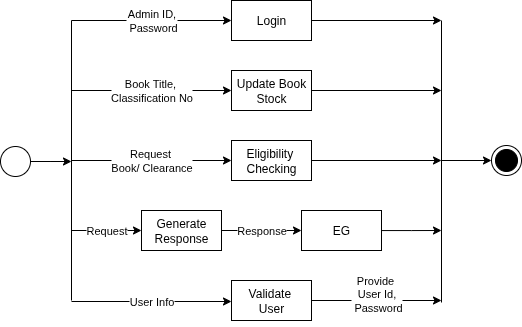 Admin ID,
Password
Login
Book Title,
Classification No
Update Book
Stock
Request
Book/ Clearance
Eligibility
Checking
Request
Generate
Response
Response
EG
User Info
Validate
User
Provide
User Id,
Password